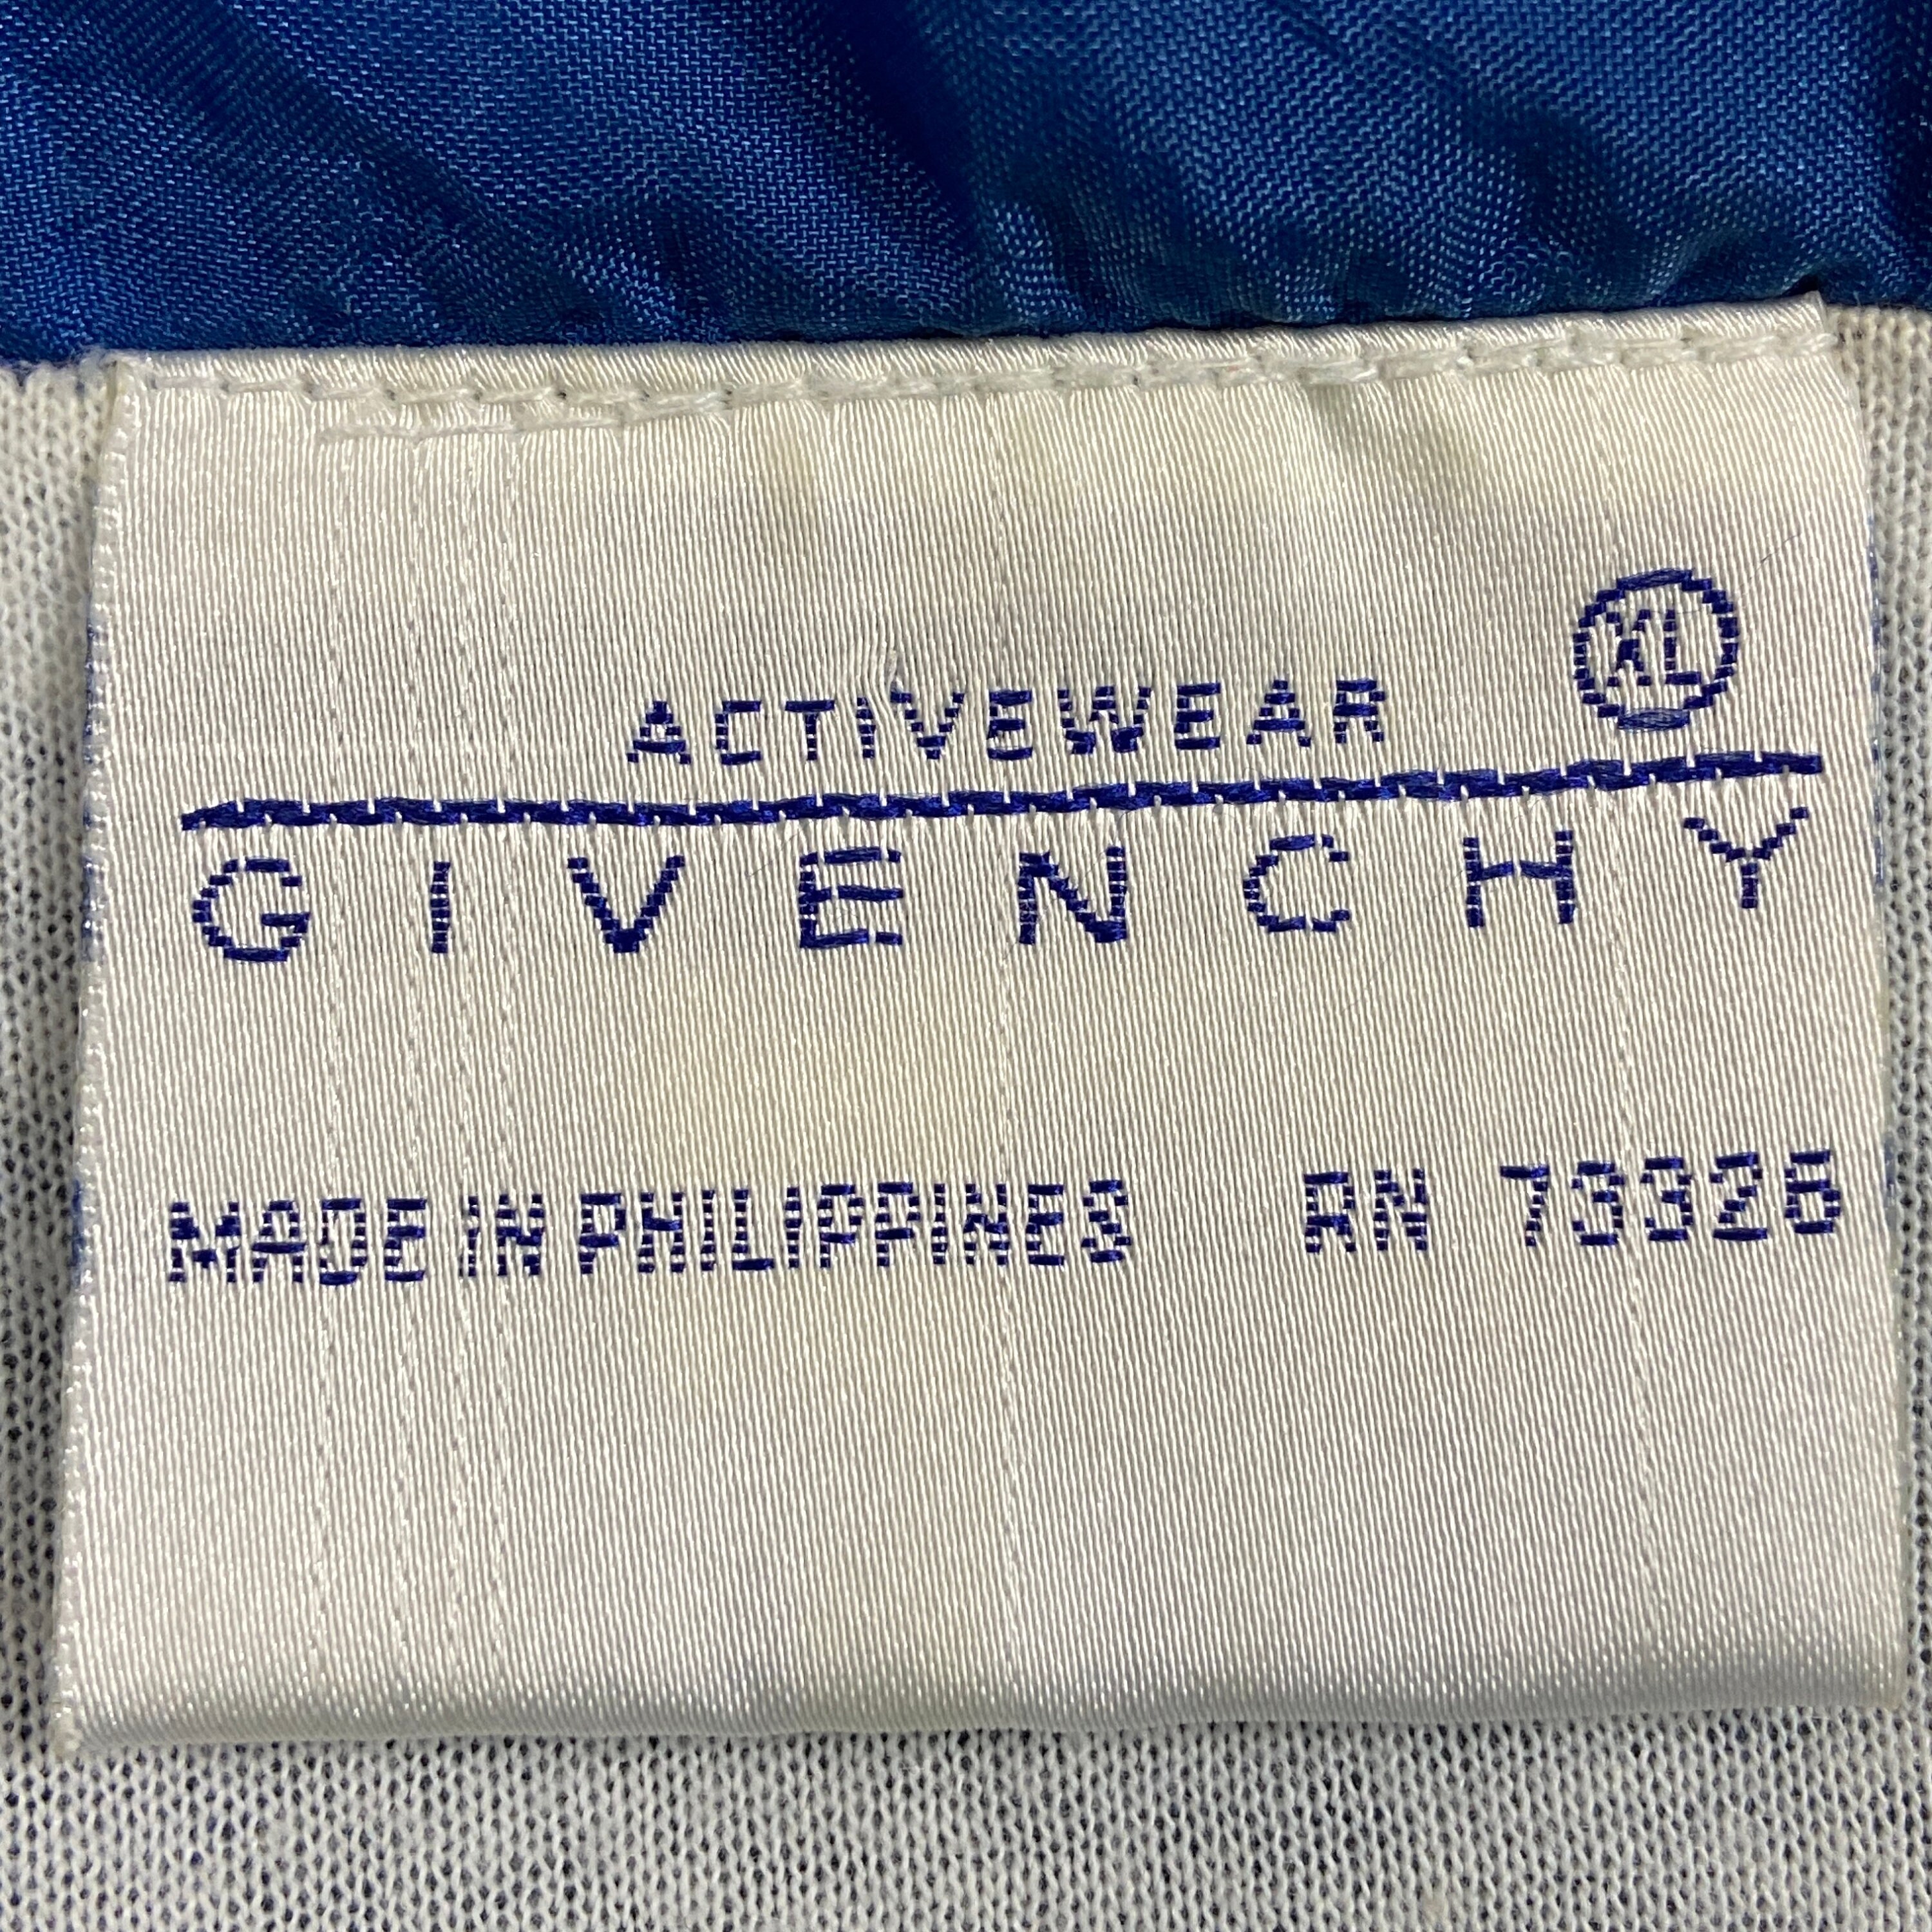 XL
ACTIVEWEAR
GIVENCHY
MADE IN PHILIPPINES RN 73326